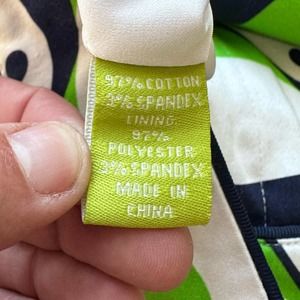 97% COTTON
3% SPANDEX
LINING:
97%
POLYESTER
3% SPANDEX
MADE IN
CHINA